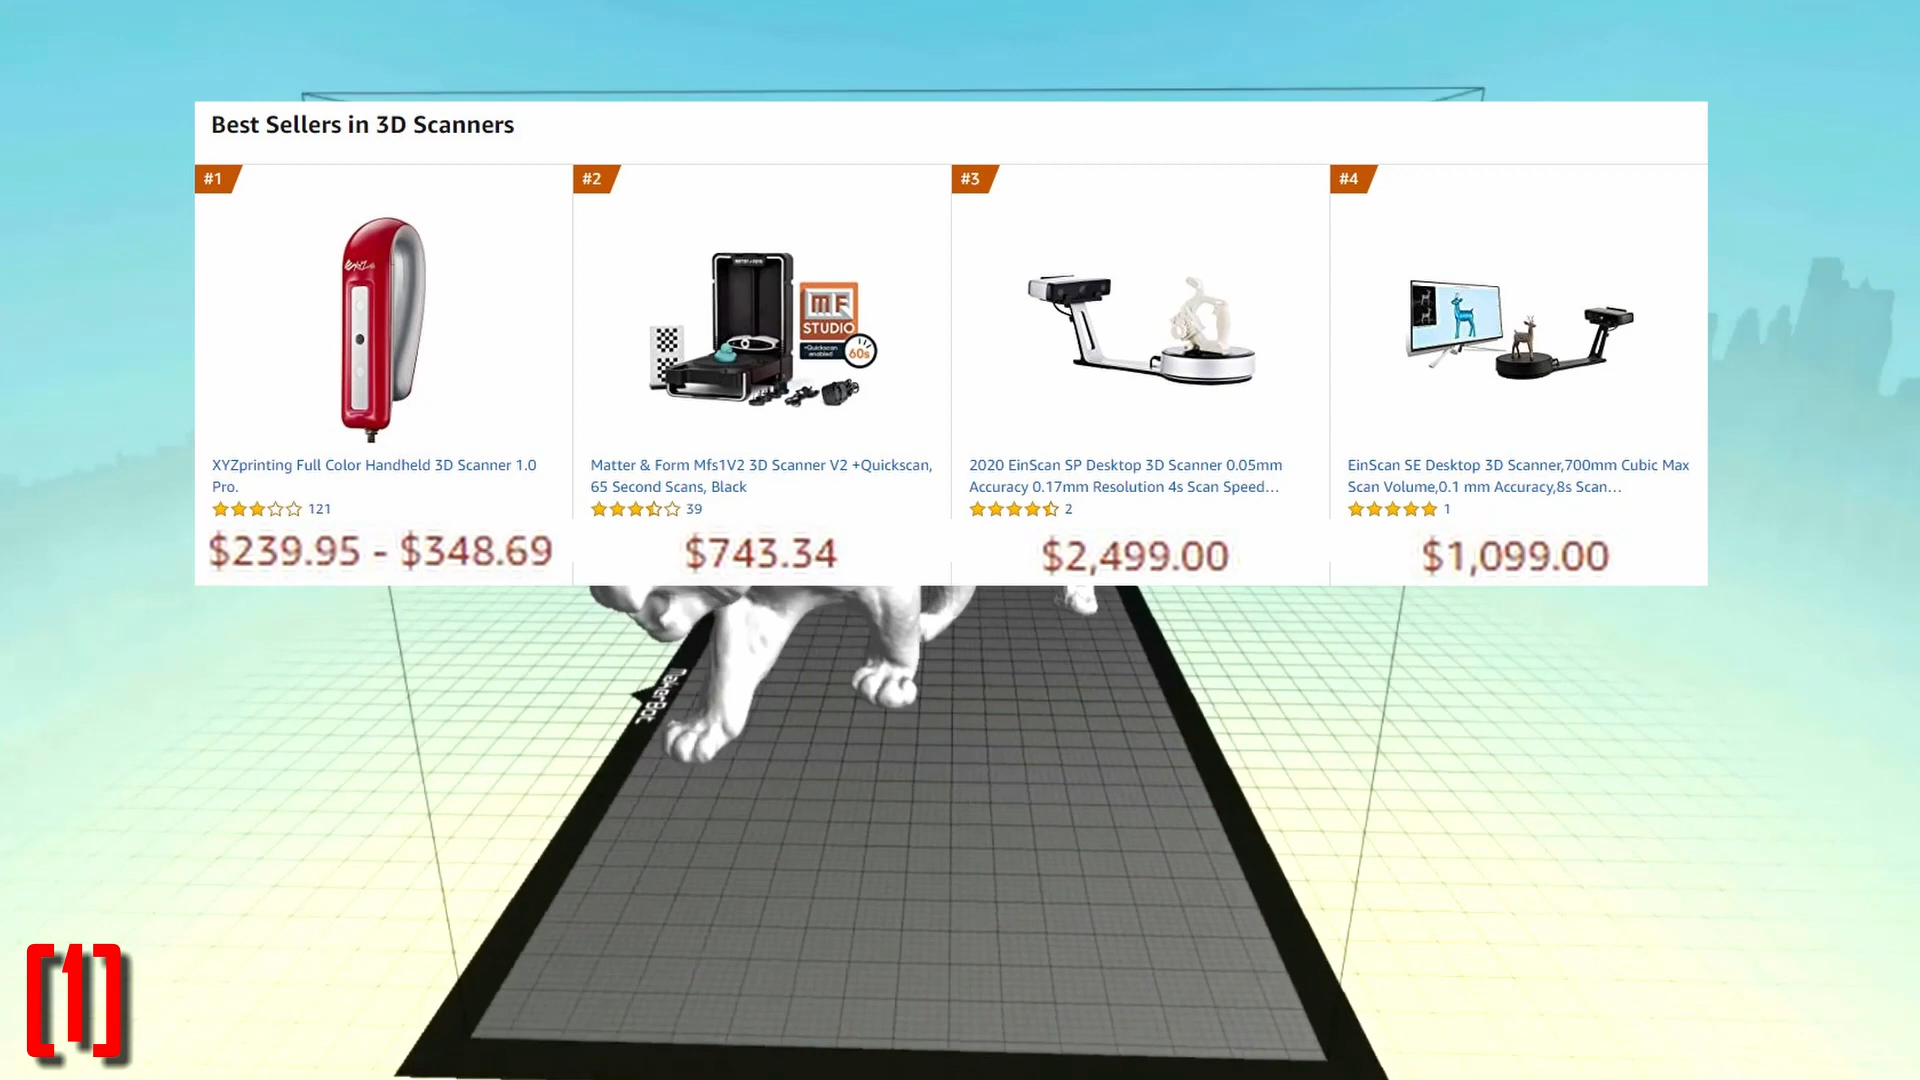 Best Sellers in 3D Scanners
#1
#2
#3
#4
MF
STUDIO
+Quickscan
enabled
60s
XYZprinting Full Color Handheld 3D Scanner 1.0
Pro.
121
Matter & Form Mfs1V2 3D Scanner V2 +Quickscan,
65 Second Scans, Black
39
2020 EinScan SP Desktop 3D Scanner 0.05mm
Accuracy 0.17mm Resolution 4s Scan Speed...
2
EinScan SE Desktop 3D Scanner,700mm Cubic Max
Scan Volume,0.1 mm Accuracy,8s Scan...
1
$239.95 - $348.69
$743.34
$2,499.00
$1,099.00
MakerBot
[1]